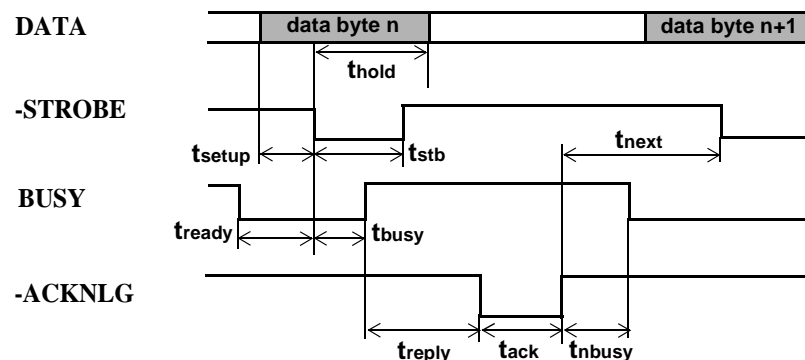 DATA
data byte n
data byte n+1
thold
-STROBE
tsetup
tstb
tnext
BUSY
tready
tbusy
-ACKNLG
treply
tack
tnbusy